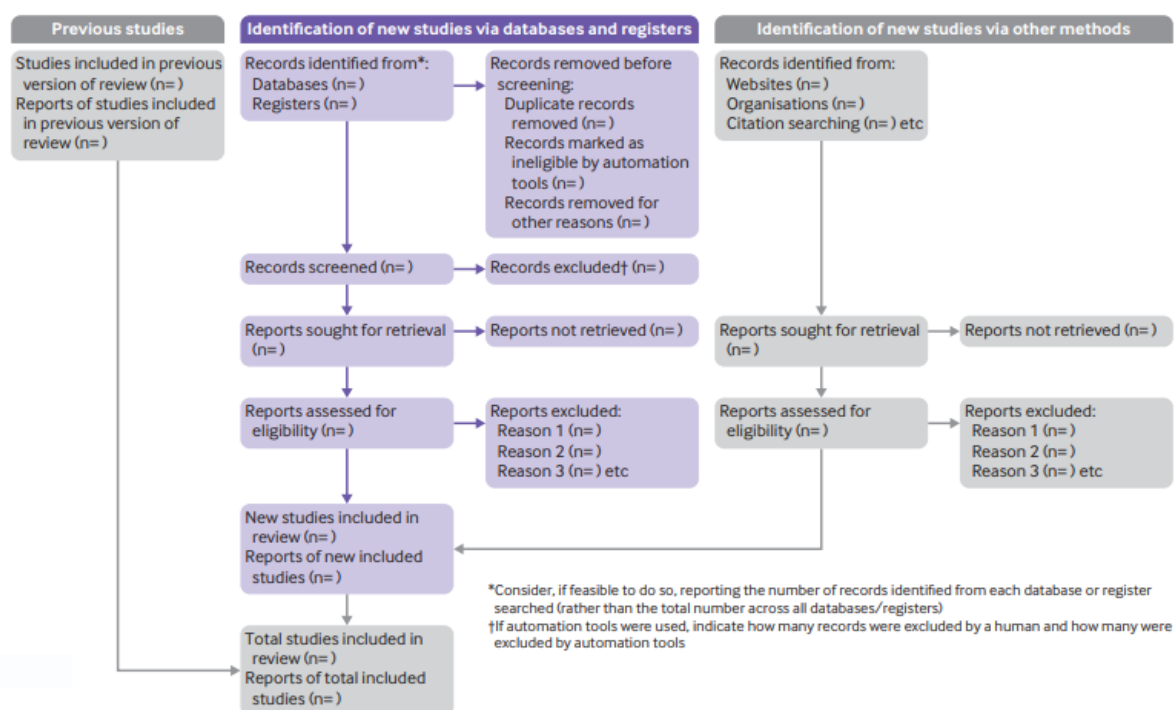 Previous studies
Studies included in previous
version of review (n=)
Reports of studies included
in previous version of
review (n=)
Identification of new studies via databases and registers
Records identified from*:
Databases (n=)
Registers (n=)
Records removed before
screening:
Duplicate records
removed (n=)
Records marked as
ineligible by automation
tools (n=)
Records removed for
other reasons (n=)
Records screened (n=)
Records excluded† (n=)
Reports sought for retrieval
(n=)
Reports not retrieved (n=)
Reports assessed for
eligibility (n=)
Reports excluded:
Reason 1 (n=)
Reason 2 (n=)
Reason 3 (n=) etc
New studies included in
review (n=)
Reports of new included
studies (n=)
Total studies included in
review (n=)
Reports of total included
studies (n=)
Identification of new studies via other methods
Records identified from:
Websites (n=)
Organisations (n=)
Citation searching (n=) etc
Reports sought for retrieval
(n=)
Reports not retrieved (n=)
Reports assessed for
eligibility (n=)
Reports excluded:
Reason 1 (n=)
Reason 2 (n=)
Reason 3 (n=) etc
*Consider, if feasible to do so, reporting the number of records identified from each database or register
searched (rather than the total number across all databases/registers)
†If automation tools were used, indicate how many records were excluded by a human and how many were
excluded by automation tools